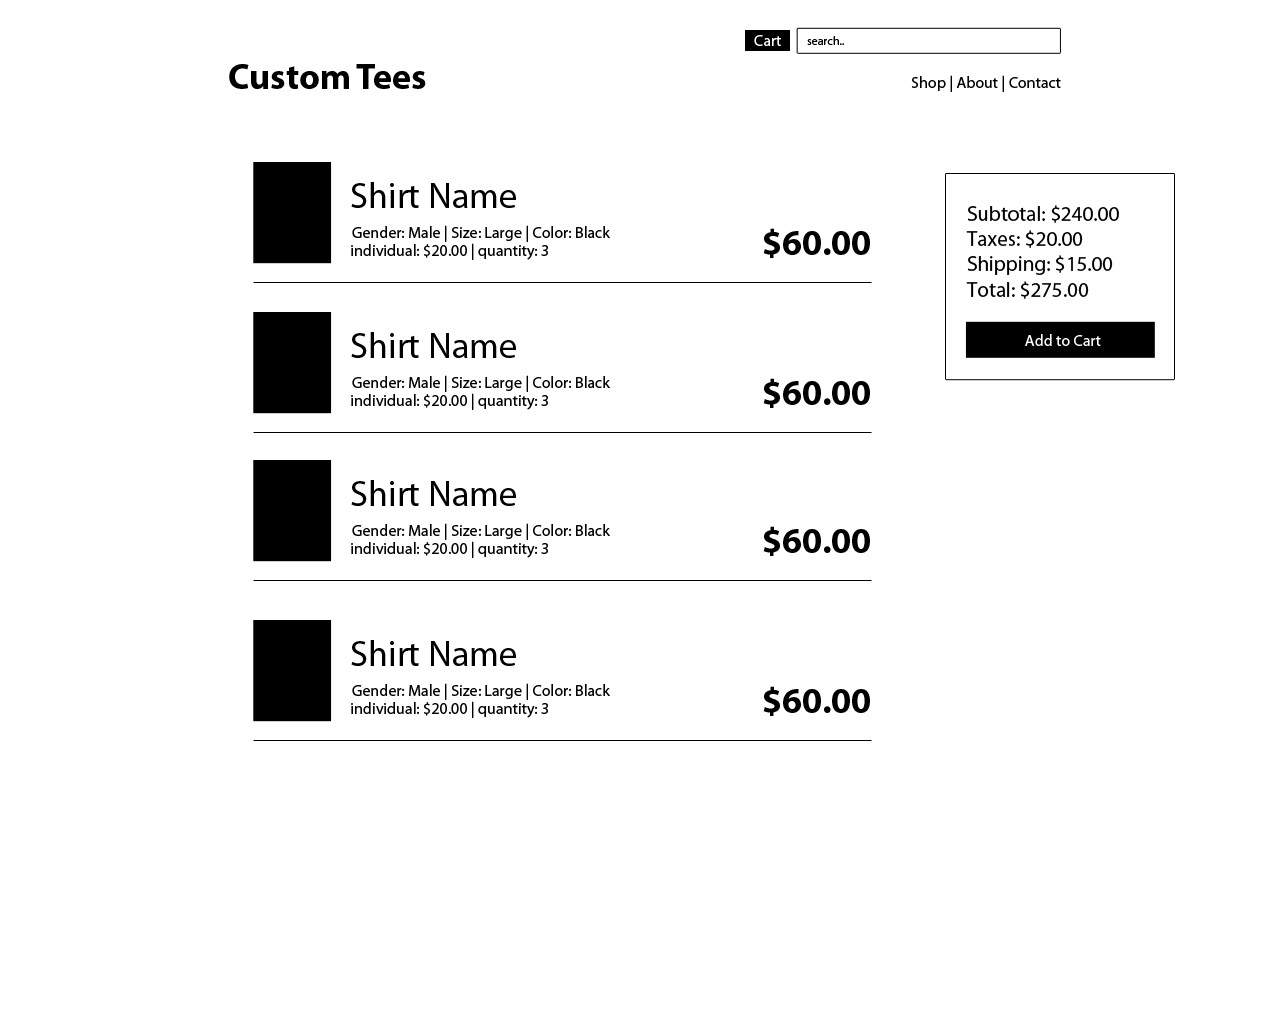 Cart
search..
Custom Tees
Shop | About | Contact
Shirt Name
Gender: Male | Size: Large | Color: Black
individual: $20.00 | quantity: 3
$60.00
Shirt Name
Gender: Male | Size: Large | Color: Black
individual: $20.00 | quantity: 3
$60.00
Shirt Name
Gender: Male | Size: Large | Color: Black
individual: $20.00 | quantity: 3
$60.00
Shirt Name
Gender: Male | Size: Large | Color: Black
individual: $20.00 | quantity: 3
$60.00
Subtotal: $240.00
Taxes: $20.00
Shipping: $15.00
Total: $275.00
Add to Cart